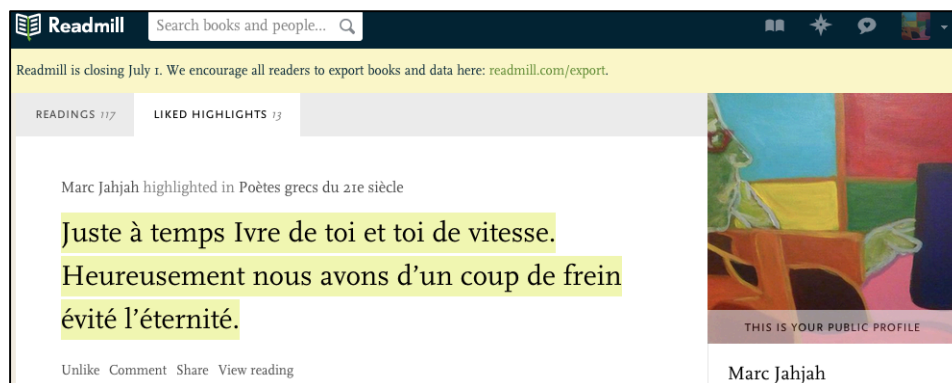 Readmill
Search books and people...
Readmill is closing July 1. We encourage all readers to export books and data here: readmill.com/export.
READINGS 117
LIKED HIGHLIGHTS 13
Marc Jahjah highlighted in Poètes grecs du 21e siècle
Juste à temps Ivre de toi et toi de vitesse.
Heureusement nous avons d’un coup de frein
évité l’éternité.
Unlike Comment Share View reading
THIS IS YOUR PUBLIC PROFILE
Marc Jahjah